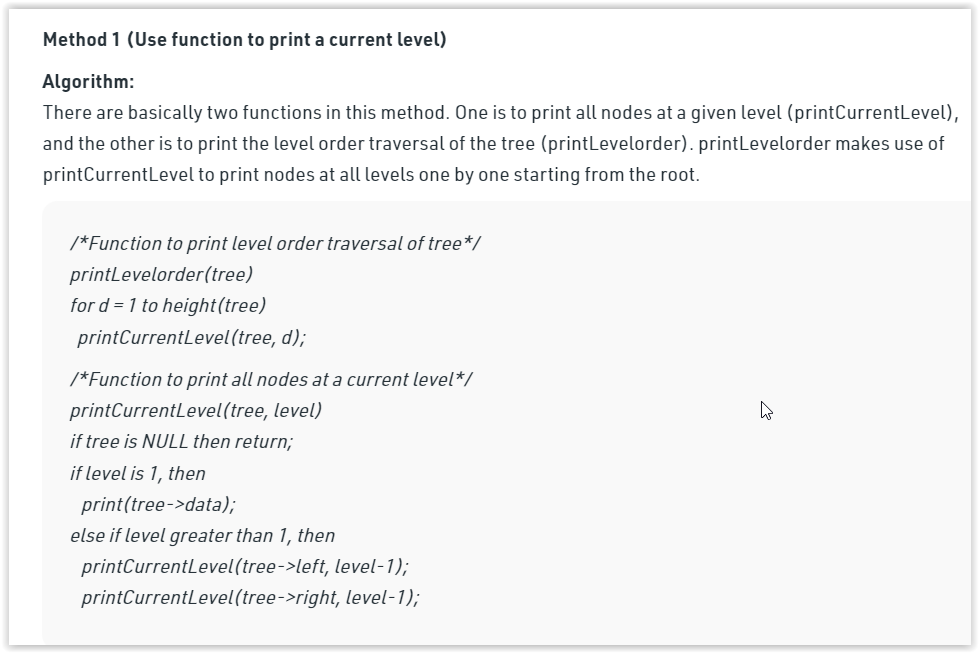 Method 1 (Use function to print a current level)
Algorithm:
There are basically two functions in this method. One is to print all nodes at a given level (printCurrentLevel),
and the other is to print the level order traversal of the tree (printLevelorder). printLevelorder makes use of
printCurrentLevel to print nodes at all levels one by one starting from the root.
/*Function to print level order traversal of tree*/
printLevelorder(tree)
for d = 1 to height(tree)
printCurrentLevel(tree, d);
/*Function to print all nodes at a current level*/
printCurrentLevel(tree, level)
if tree is NULL then return;
if level is 1, then
print(tree->data);
else if level greater than 1, then
printCurrentLevel(tree->left, level-1);
printCurrentLevel(tree->right, level-1);